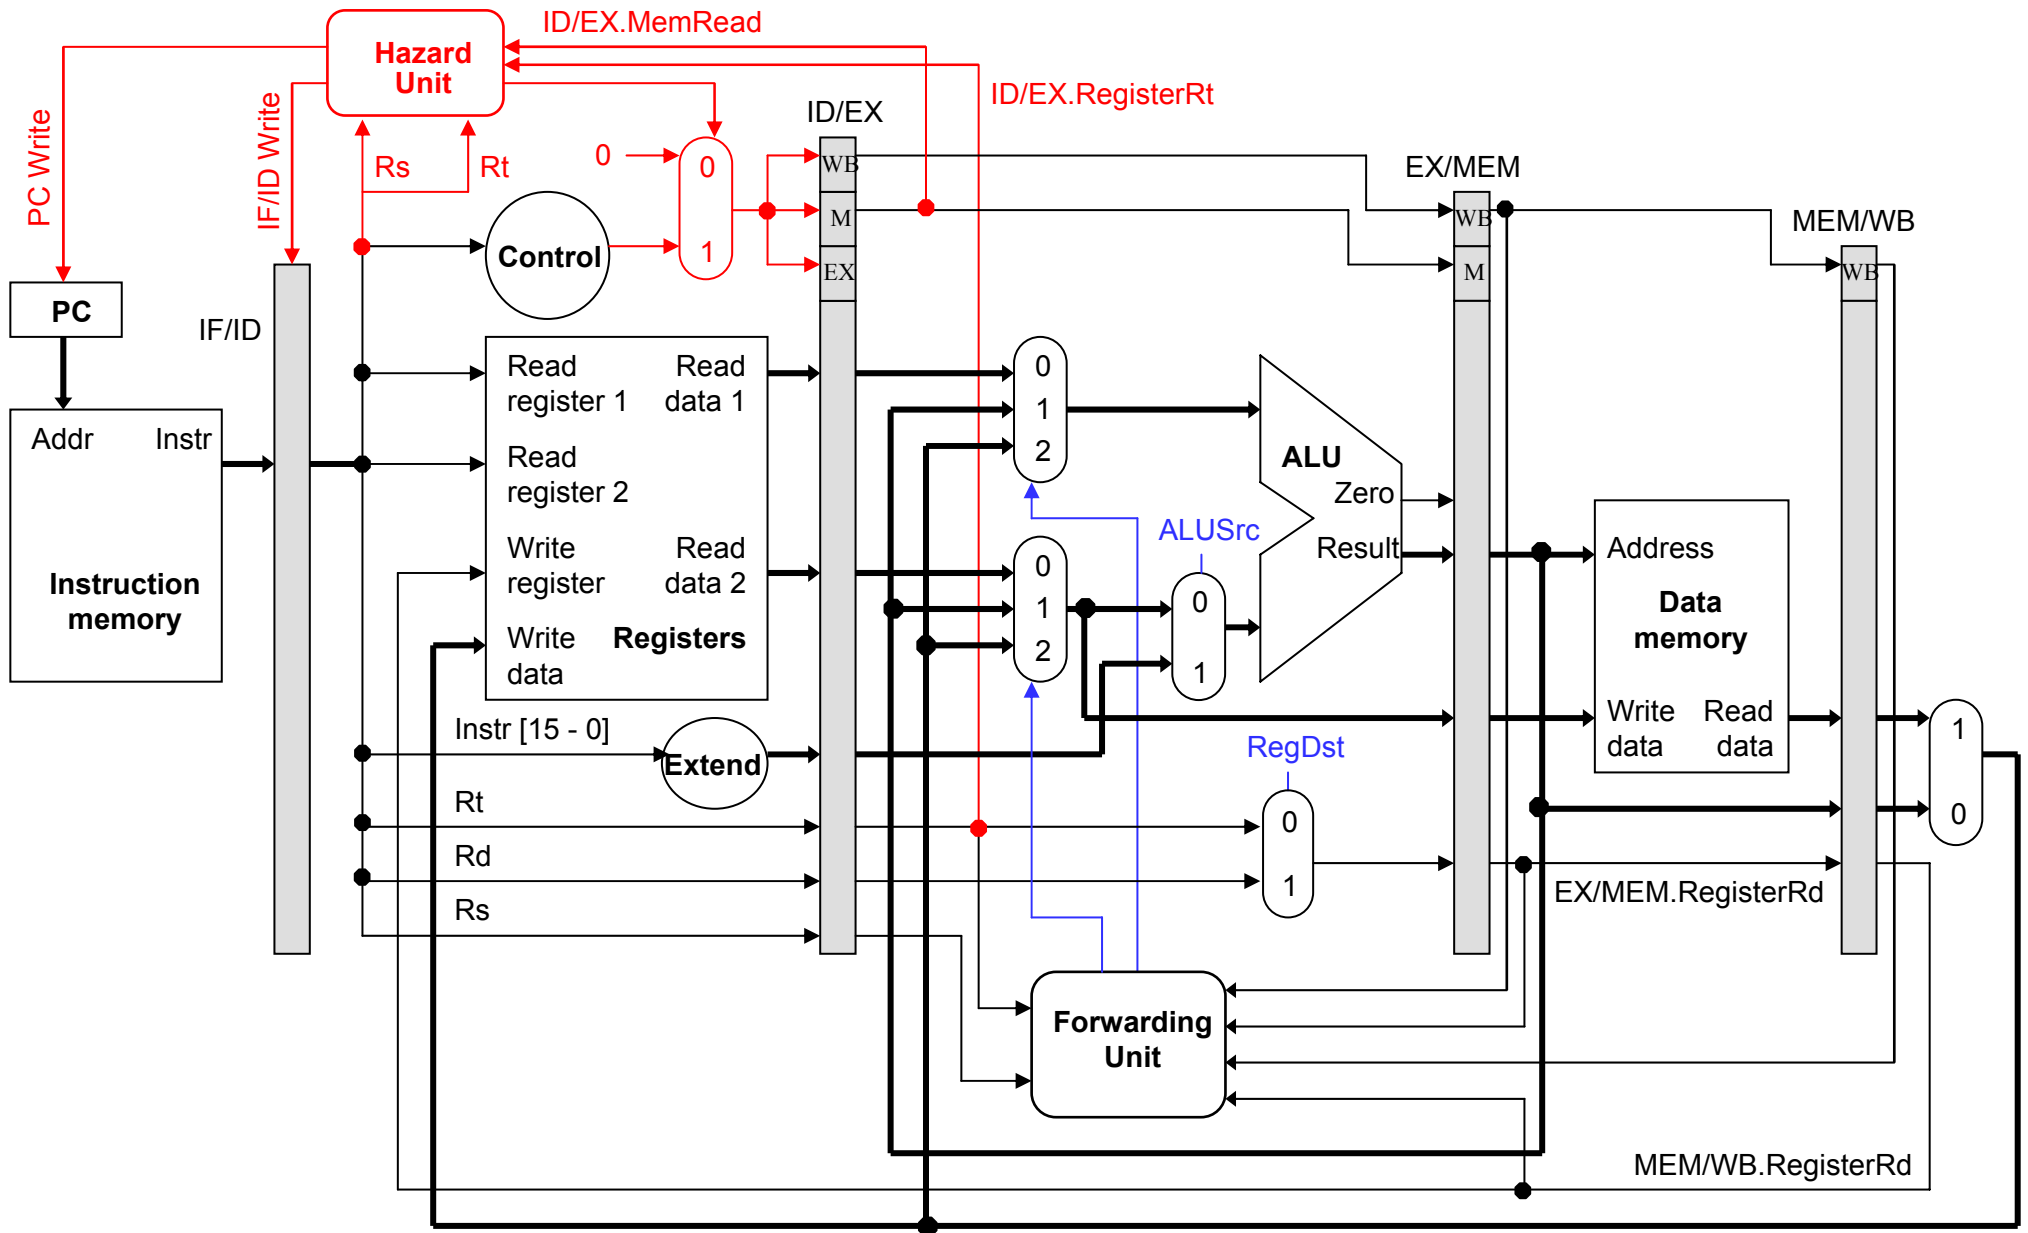 ID/EX.MemRead
Hazard
Unit
ID/EX.RegisterRt
PC Write
IF/ID Write
Rs
Rt
0
0
1
ID/EX
WB
M
EX
EX/MEM
WB
M
MEM/WB
WB
Control
PC
IF/ID
Addr
Instr
Instruction
memory
Read
register 1
Read
data 1
Read
register 2
Write
register
Read
data 2
Write
data
Registers
0
1
2
0
1
2
ALUSrc
0
1
ALU
Zero
Result
Address
Data
memory
Write
data
Read
data
1
0
Instr [15 - 0]
Extend
RegDst
0
1
Rt
Rd
Rs
EX/MEM.RegisterRd
Forwarding
Unit
MEM/WB.RegisterRd